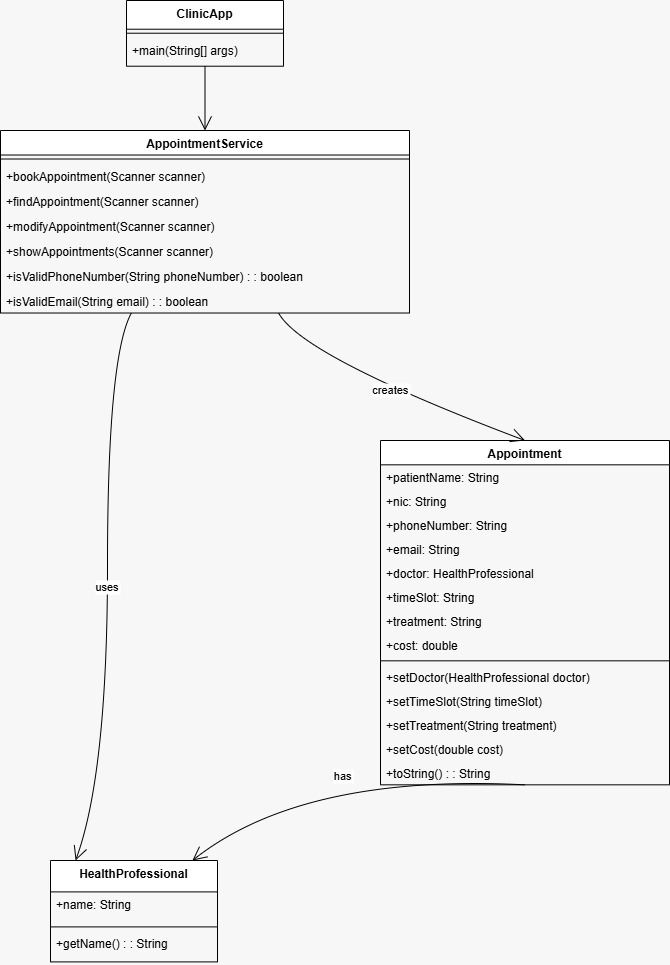 ClinicApp
+main(String[] args)
AppointmentService
+bookAppointment(Scanner scanner)
+findAppointment(Scanner scanner)
+modifyAppointment(Scanner scanner)
+showAppointments(Scanner scanner)
+isValidPhoneNumber(String phoneNumber) : : boolean
+isValidEmail(String email) : : boolean
creates
Appointment
+patientName: String
+nic: String
+phoneNumber: String
+email: String
+doctor: HealthProfessional
+timeSlot: String
+treatment: String
+cost: double
+setDoctor(HealthProfessional doctor)
+setTimeSlot(String timeSlot)
+setTreatment(String treatment)
+setCost(double cost)
+toString() : : String
uses
has
HealthProfessional
+name: String
+getName() : : String